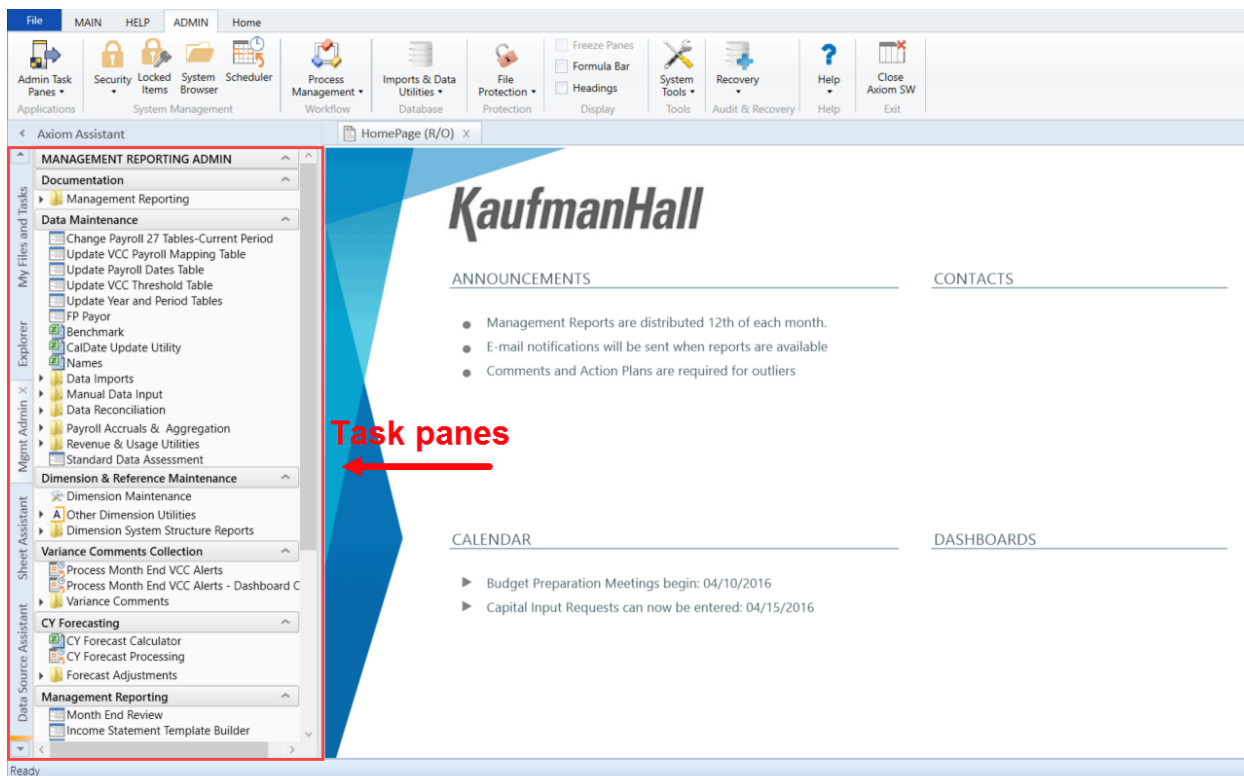 File MAIN HELP ADMIN Home
Admin Task Panes
Security
Locked Items
System Browser
Scheduler
Process Management
Imports & Data Utilities
File Protection
Freeze Panes
Formula Bar
Headings
System Tools
Recovery
Help
Close Axiom SW
Applications System Management Workflow Database Protection Display Tools Audit & Recovery Help Exit
Axiom Assistant
HomePage (R/O) X
My Files and Tasks
Explorer
Mgmt Admin X
Sheet Assistant
Data Source Assistant
MANAGEMENT REPORTING ADMIN
Documentation
Management Reporting
Data Maintenance
Change Payroll 27 Tables-Current Period
Update VCC Payroll Mapping Table
Update Payroll Dates Table
Update VCC Threshold Table
Update Year and Period Tables
FP Payor
Benchmark
CalDate Update Utility
Names
Data Imports
Manual Data Input
Data Reconciliation
Payroll Accruals & Aggregation
Revenue & Usage Utilities
Standard Data Assessment
Dimension & Reference Maintenance
Dimension Maintenance
A Other Dimension Utilities
Dimension System Structure Reports
Variance Comments Collection
Process Month End VCC Alerts
Process Month End VCC Alerts - Dashboard C
Variance Comments
CY Forecasting
CY Forecast Calculator
CY Forecast Processing
Forecast Adjustments
Management Reporting
Month End Review
Income Statement Template Builder
Task panes
KaufmanHall
ANNOUNCEMENTS
Management Reports are distributed 12th of each month.
E-mail notifications will be sent when reports are available
Comments and Action Plans are required for outliers
CONTACTS
CALENDAR
Budget Preparation Meetings begin: 04/10/2016
Capital Input Requests can now be entered: 04/15/2016
DASHBOARDS
Ready